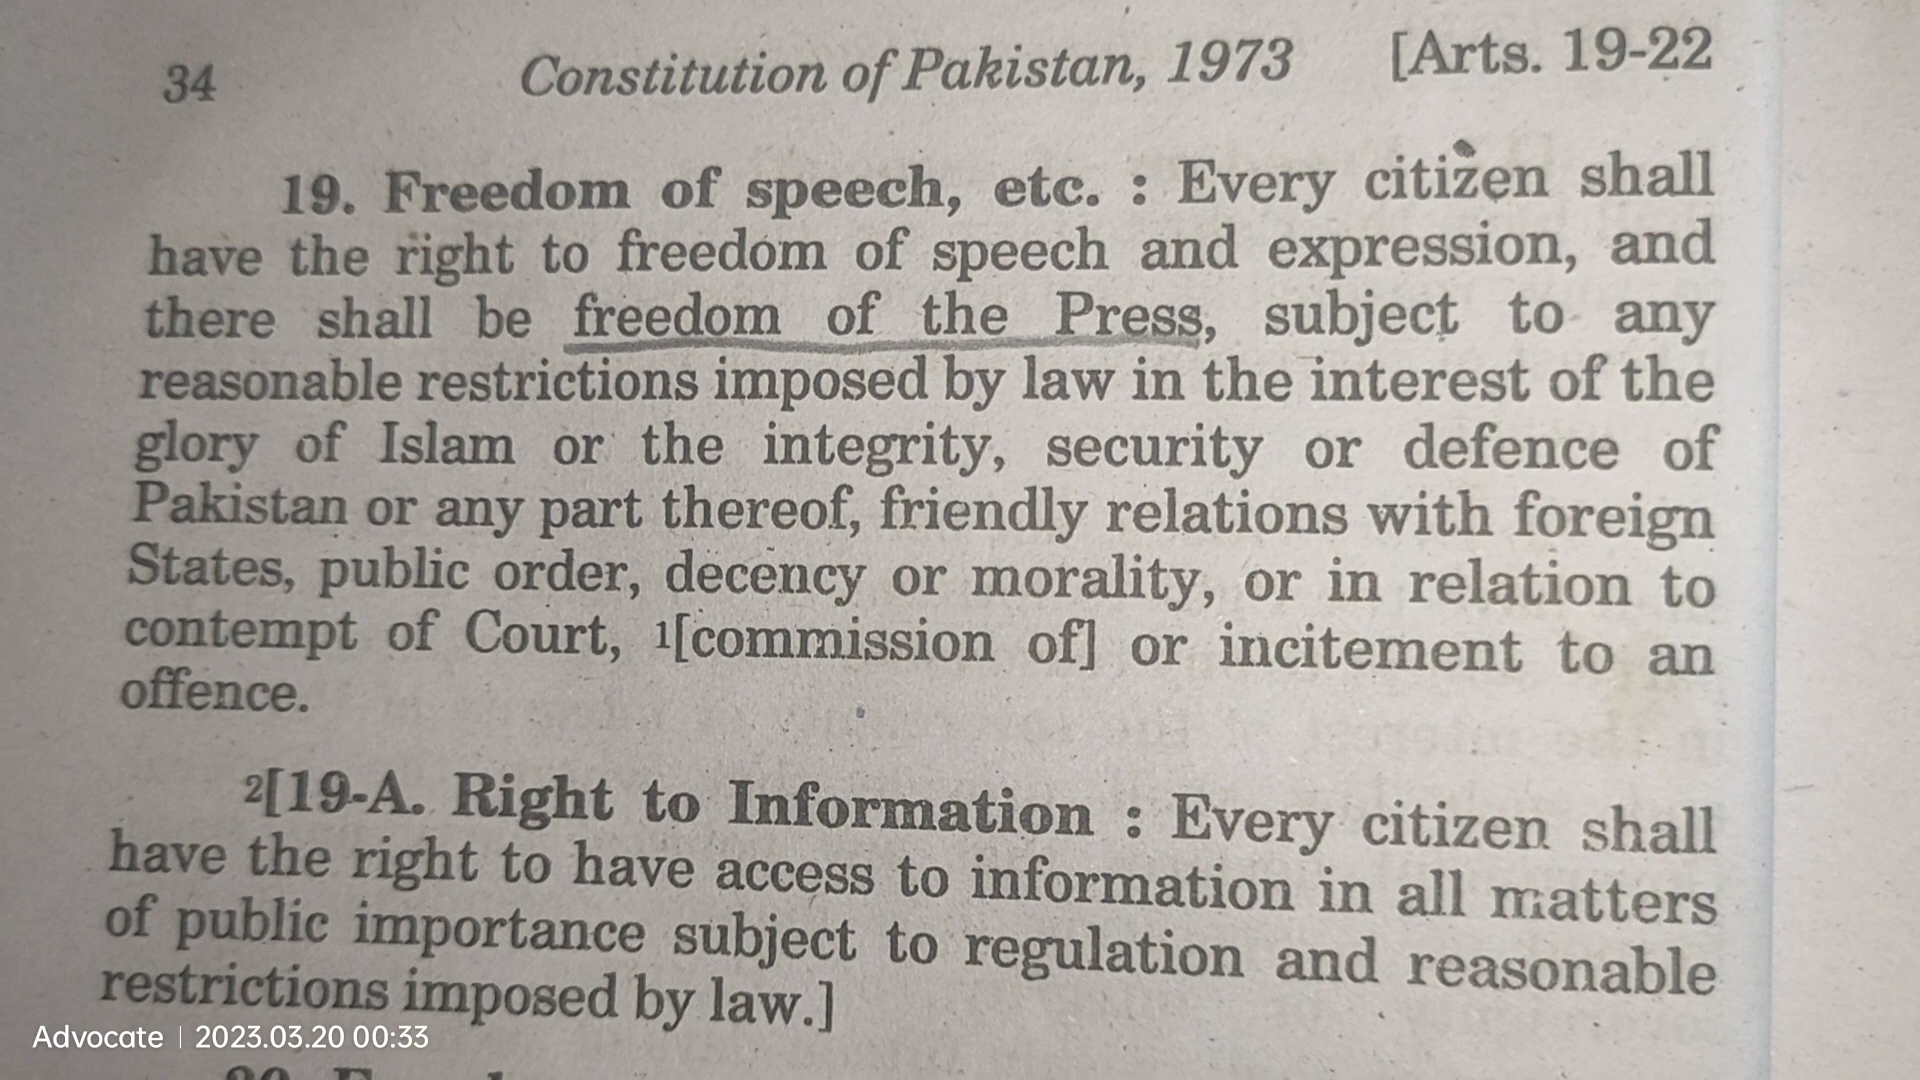 34 Constitution of Pakistan, 1973 [Arts. 19-22
19. Freedom of speech, etc. : Every citizen shall
have the right to freedom of speech and expression, and
there shall be freedom of the Press, subject to any
reasonable restrictions imposed by law in the interest of the
glory of Islam or the integrity, security or defence of
Pakistan or any part thereof, friendly relations with foreign
States, public order, decency or morality, or in relation to
contempt of Court, 1[commission of] or incitement to an
offence.
2[19-A. Right to Information : Every citizen shall
have the right to have access to information in all matters
of public importance subject to regulation and reasonable
restrictions imposed by law.]
Advocate | 2023.03.20 00:33